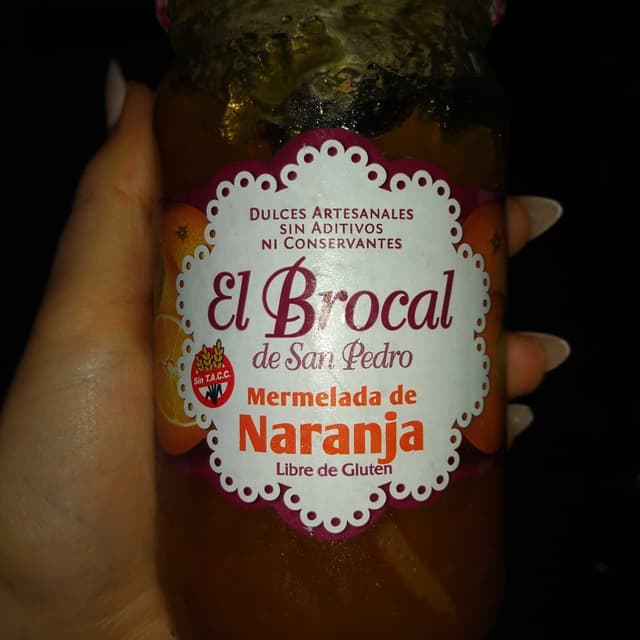 DULCES ARTESANALES
SIN ADITIVOS
NI CONSERVANTES
El Brocal
de San Pedro
Sin T.A.C.C.
Mermelada de
Naranja
Libre de Gluten